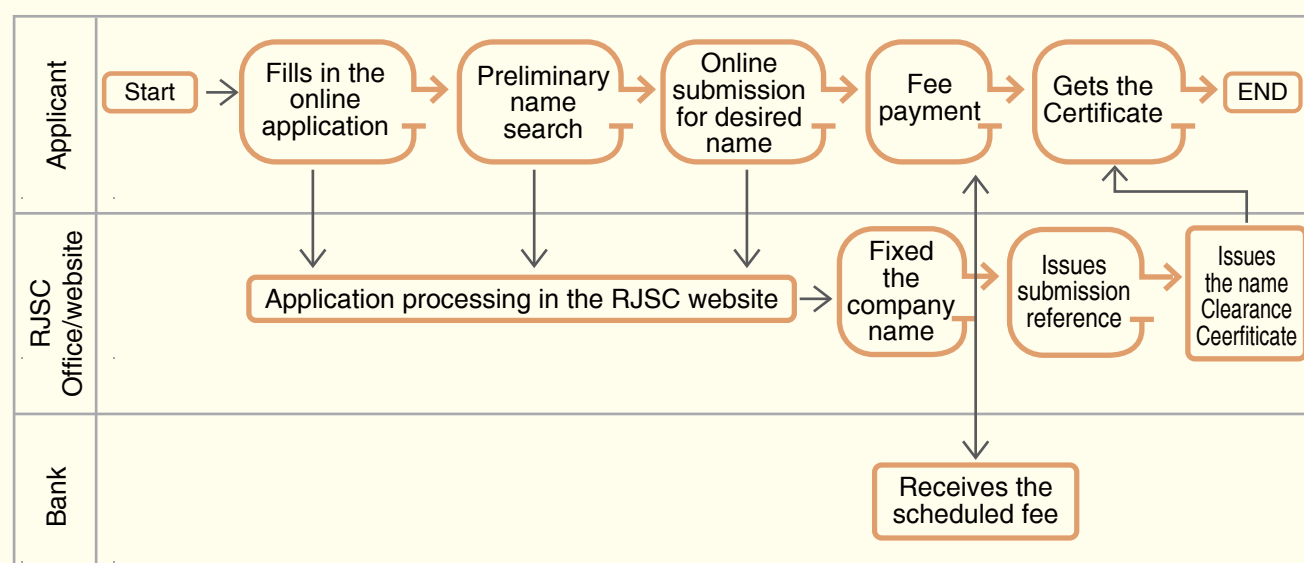 Applicant
Start
Fills in the
online
application
Preliminary
name
search
Online
submission
for desired
name
Fee
payment
Gets the
Certificate
END
RJSC
Office/website
Application processing in the RJSC website
Fixed
the
company
name
Issues
submission
reference
Issues
the name
Clearance
Ceerfiticate
Bank
Receives the
scheduled fee